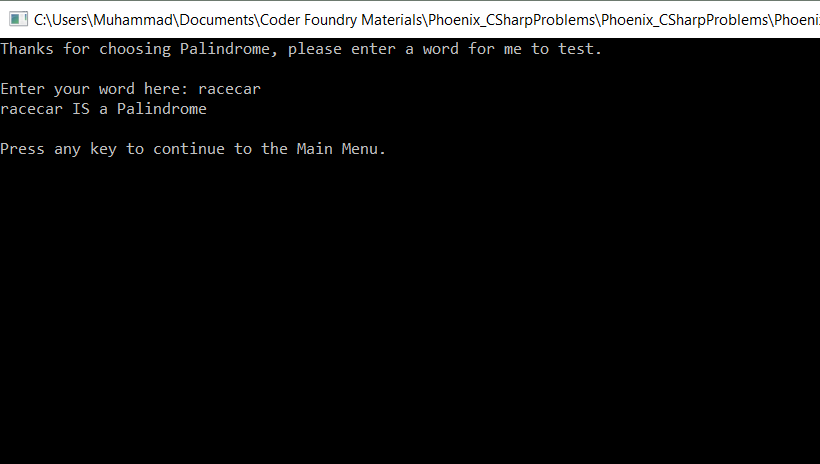 C:\Users\Muhammad\Documents\Coder Foundry Materials\Phoenix_CSharpProblems\Phoenix_CSharpProblems\Phoeni
Thanks for choosing Palindrome, please enter a word for me to test.
Enter your word here: racecar
racecar IS a Palindrome
Press any key to continue to the Main Menu.